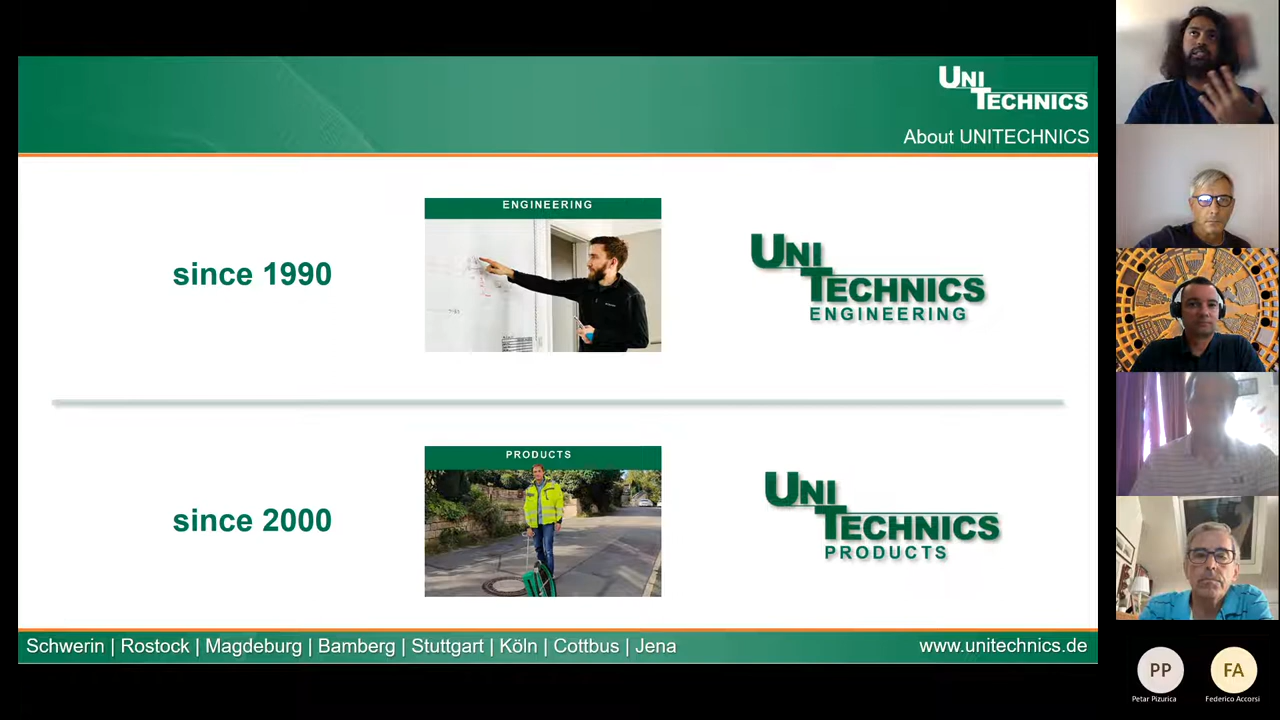 UNI
TECHNICS
About UNITECHNICS
since 1990
ENGINEERING
UNI
TECHNICS
ENGINEERING
since 2000
PRODUCTS
UNI
TECHNICS
PRODUCTS
Schwerin | Rostock | Magdeburg | Bamberg | Stuttgart | Köln | Cottbus | Jena
www.unitechnics.de
PP
FA
Petar Pizurica
Federico Accorsi